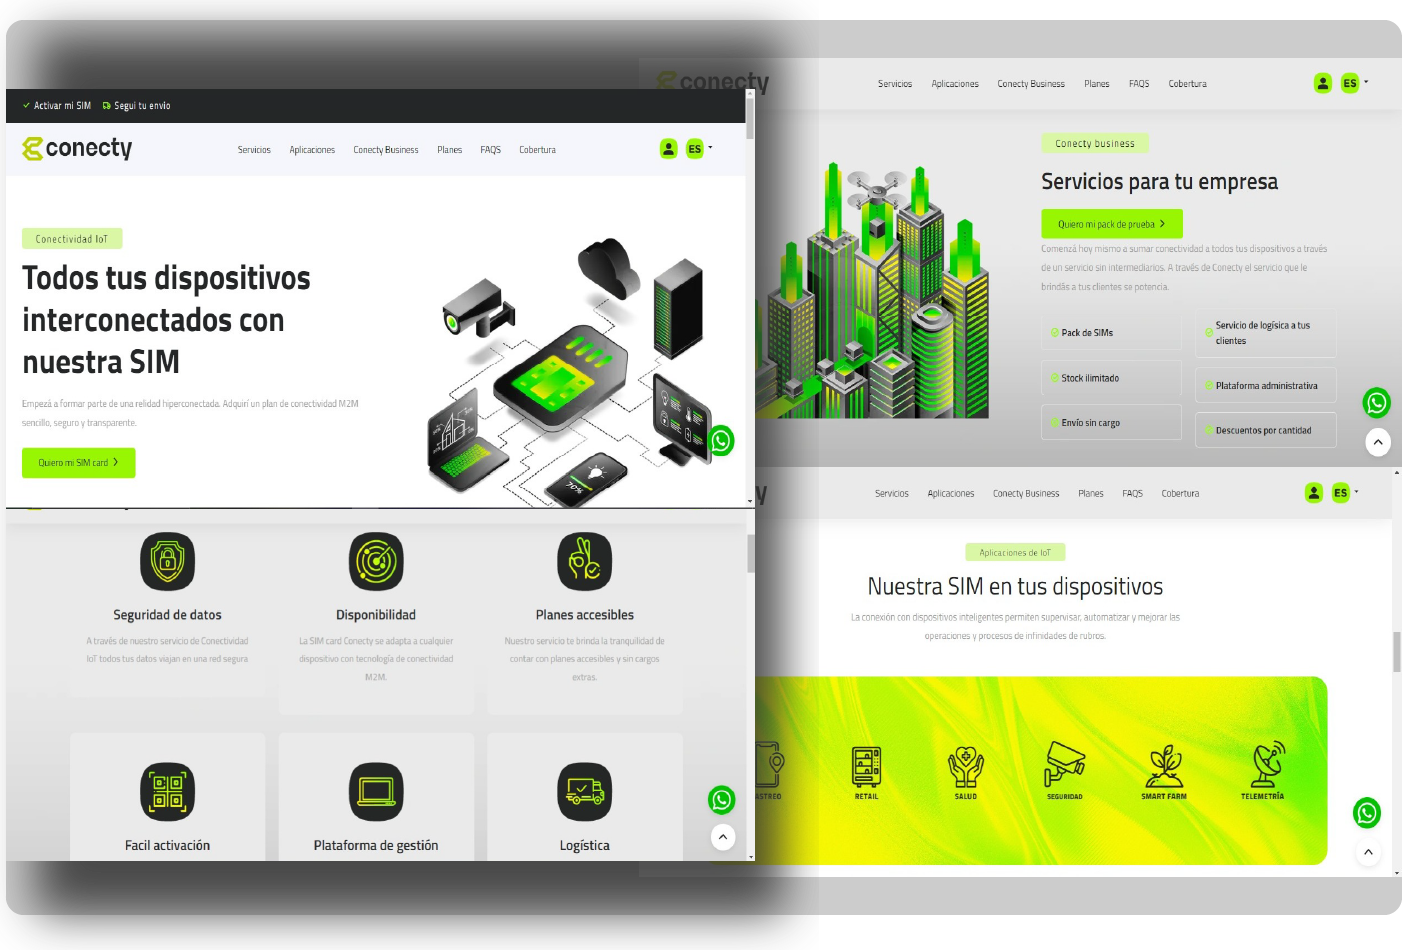 Activar mi SIM
Segui tu envio
conecty
Servicios
Aplicaciones
Conecty Business
Planes
FAQS
Cobertura
ES
Conectividad IoT
Todos tus dispositivos
interconectados con
nuestra SIM
Empezá a formar parte de una relidad hiperconectada. Adquirí un plan de conectividad M2M
sencillo, seguro y transparente.
Quiero mi SIM card
70%
Seguridad de datos
A través de nuestro servicio de Conectividad
IoT todos tus datos viajan en una red segura
Disponibilidad
La SIM card Conecty se adapta a cualquier
dispositivo con tecnología de conectividad
M2M.
Planes accesibles
Nuestro servicio te brinda la tranquilidad de
contar con planes accesibles y sin cargos
extras.
Facil activación
Plataforma de gestión
Logística
conecty
Servicios
Aplicaciones
Conecty Business
Planes
FAQS
Cobertura
ES
Conecty business
Servicios para tu empresa
Quiero mi pack de prueba
Comenzá hoy mismo a sumar conectividad a todos tus dispositivos a través
de un servicio sin intermediarios. A través de Conecty el servicio que le
brindás a tus clientes se potencia.
Pack de SIMs
Servicio de logísica a tus
clientes
Stock ilimitado
Plataforma administrativa
Envío sin cargo
Descuentos por cantidad
y
Servicios
Aplicaciones
Conecty Business
Planes
FAQS
Cobertura
ES
Aplicaciones de IoT
Nuestra SIM en tus dispositivos
La conexión con dispositivos inteligentes permiten supervisar, automatizar y mejorar las
operaciones y procesos de infinidades de rubros.
ASTREO
RETAIL
SALUD
SEGURIDAD
SMART FARM
TELEMETRÍA